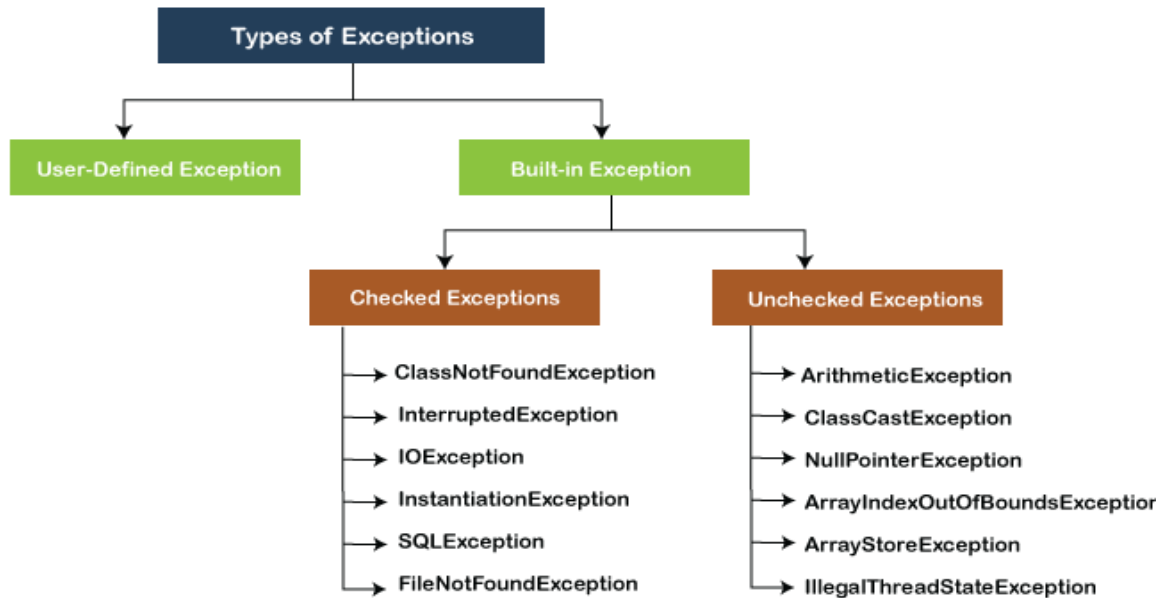 Types of Exceptions
User-Defined Exception
Built-in Exception
Checked Exceptions
Unchecked Exceptions
ClassNotFoundException
InterruptedException
IOException
InstantiationException
SQLException
FileNotFoundException
ArithmeticException
ClassCastException
NullPointerException
ArrayIndexOutOfBoundsException
ArrayStoreException
IllegalThreadStateException